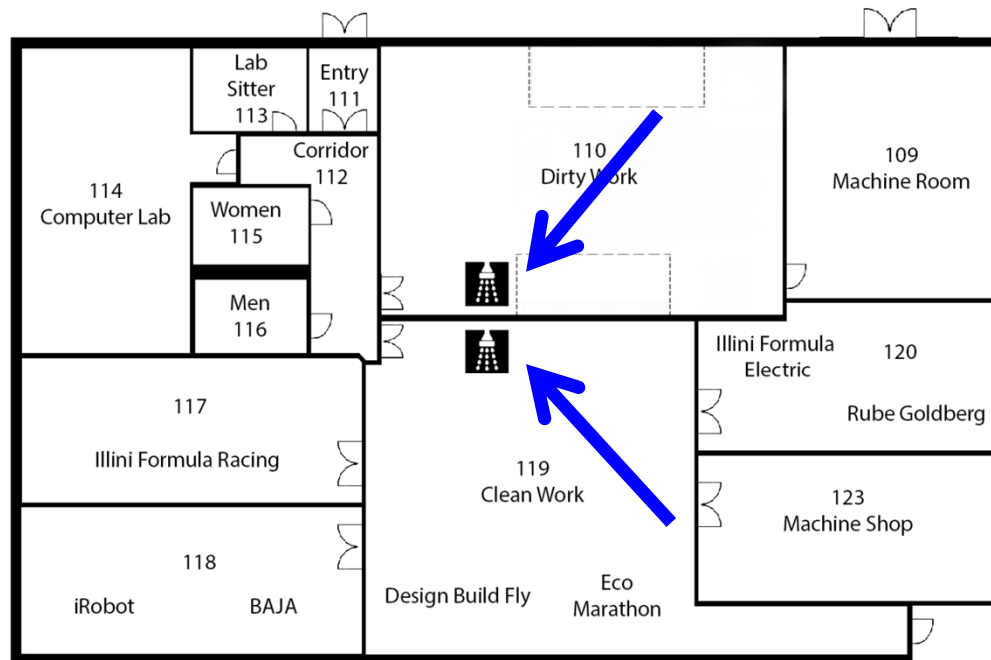 Lab
Sitter
113
Entry
111
Corridor
112
110
Dirty Work
109
Machine Room
114
Computer Lab
Women
115
Men
116
Illini Formula
Electric
120
Rube Goldberg
117
Illini Formula Racing
119
Clean Work
123
Machine Shop
118
iRobot
BAJA
Design Build Fly
Eco
Marathon